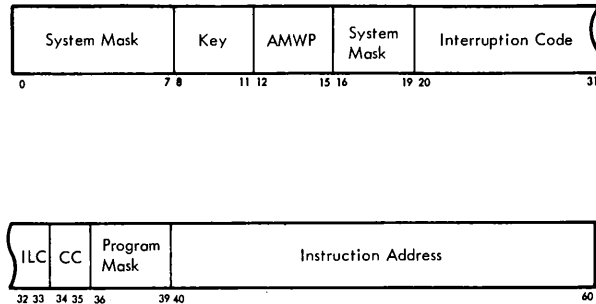 System Mask Key AMWP System Mask Interruption Code
0 7 8 11 12 15 16 19 20 31
ILC CC Program Mask Instruction Address
32 33 34 35 36 39 40 60